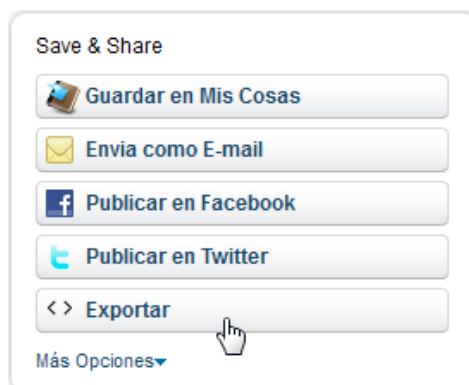 Save & Share
Guardar en Mis Cosas
Envia como E-mail
Publicar en Facebook
Publicar en Twitter
Exportar
Más Opciones